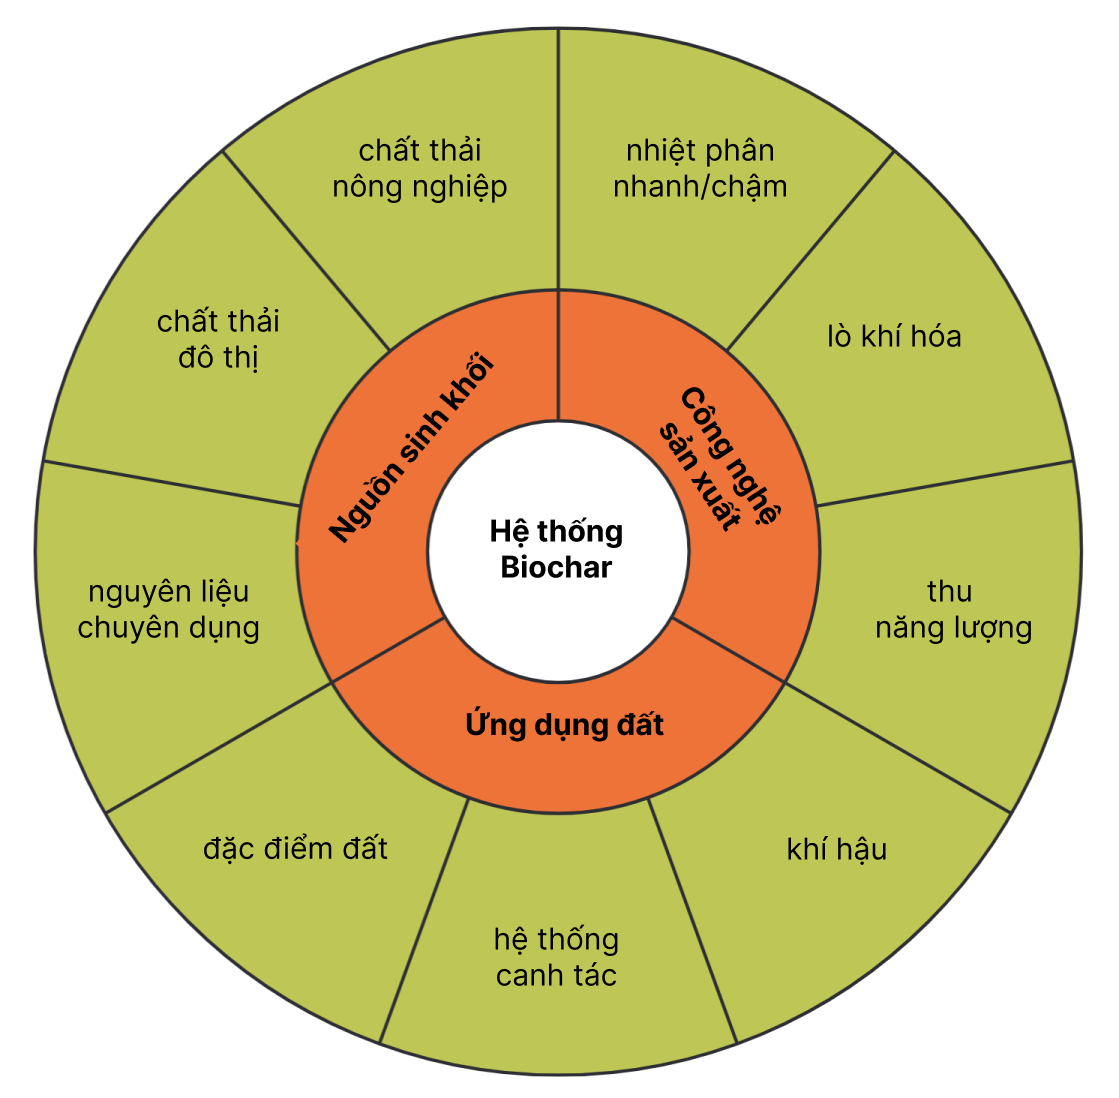 chất thải
nông nghiệp
nhiệt phân
nhanh/chậm
chất thải
đô thị
lò khí hóa
Nguồn sinh khối
Công nghệ
sản xuất
Hệ thống
Biochar
nguyên liệu
chuyên dụng
thu
năng lượng
Ứng dụng đất
đặc điểm đất
khí hậu
hệ thống
canh tác